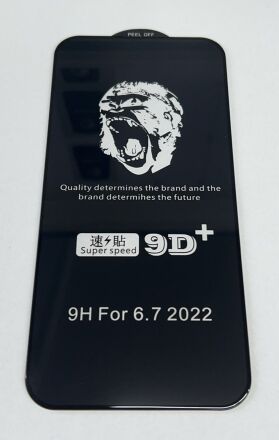 PEEL OFF
Quality determines the brand and the
brand determihes the future
速⚡貼
Super speed
9D+
9H For 6.7 2022